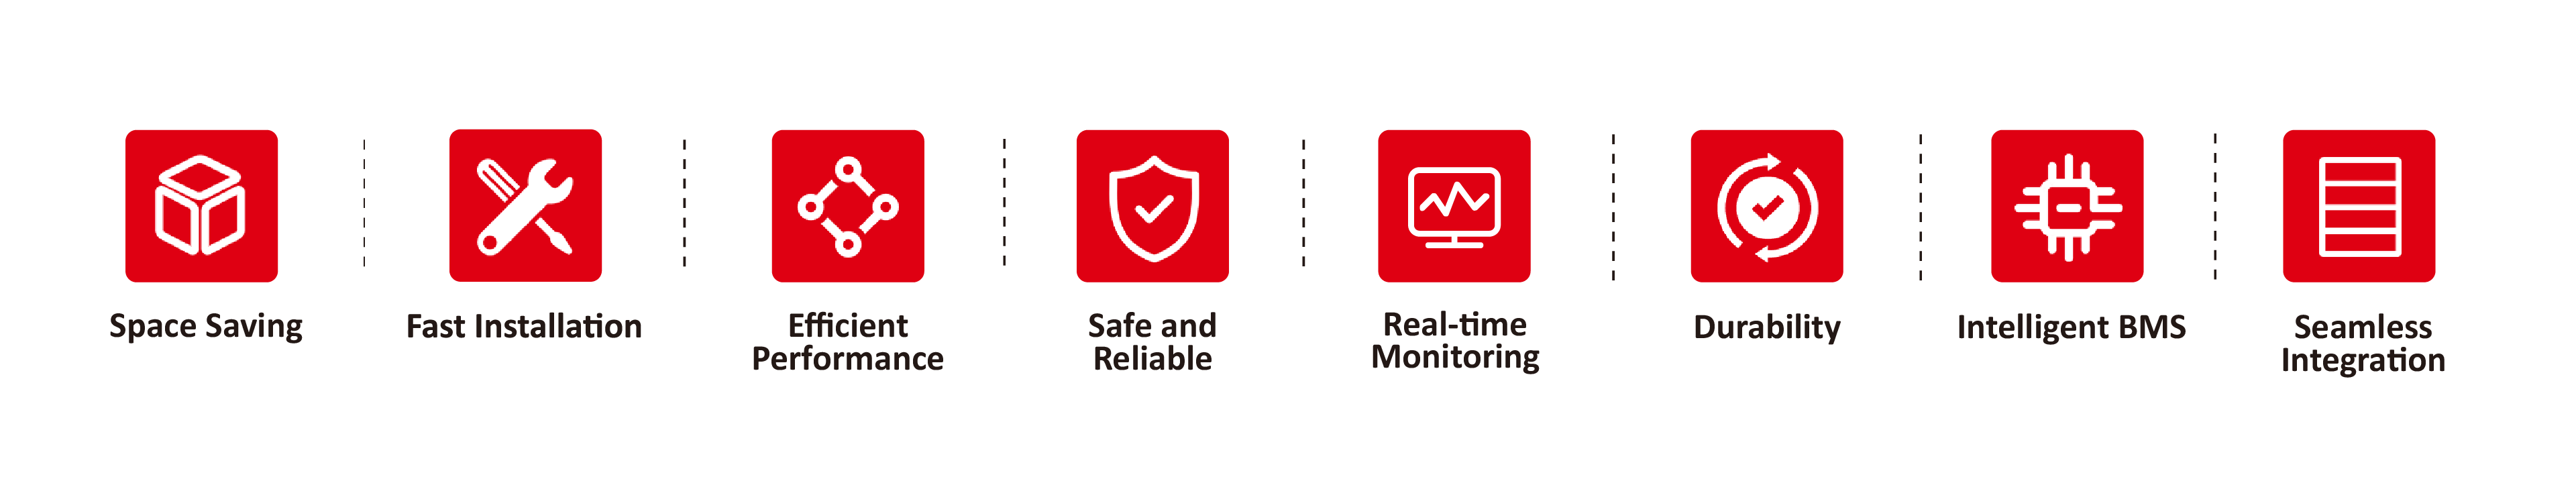 Space Saving
Fast Installation
Efficient
Performance
Safe and
Reliable
Real-time
Monitoring
Durability
Intelligent BMS
Seamless
Integration